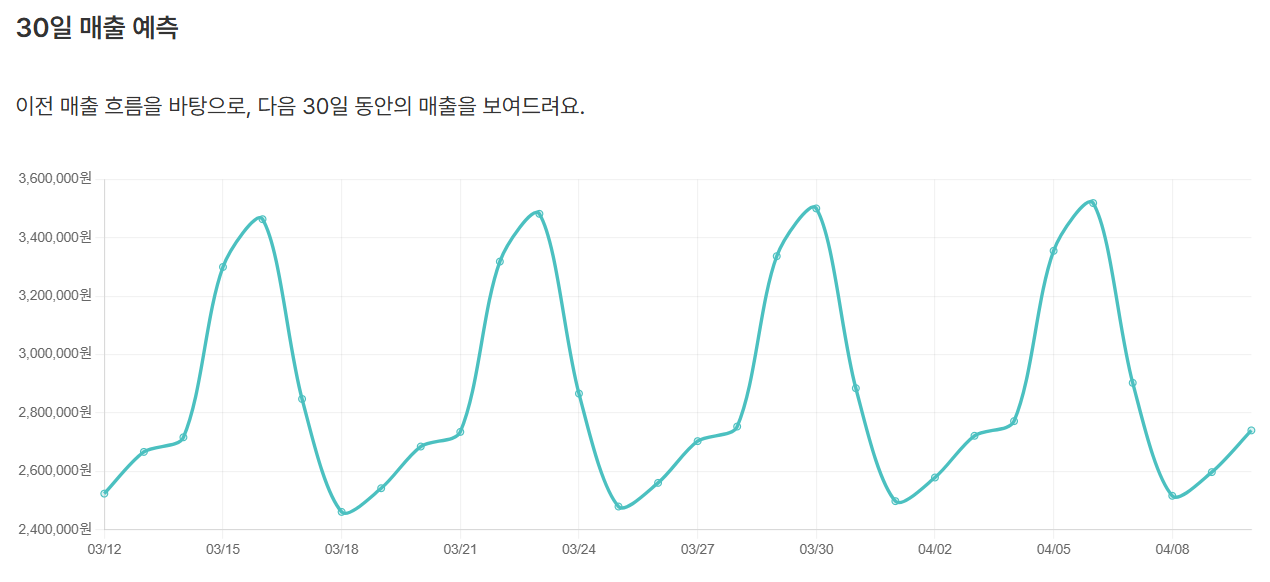 30일 매출 예측
이전 매출 흐름을 바탕으로, 다음 30일 동안의 매출을 보여드려요.
3,600,000원
3,400,000원
3,200,000원
3,000,000원
2,800,000원
2,600,000원
2,400,000원
03/12 03/15 03/18 03/21 03/24 03/27 03/30 04/02 04/05 04/08